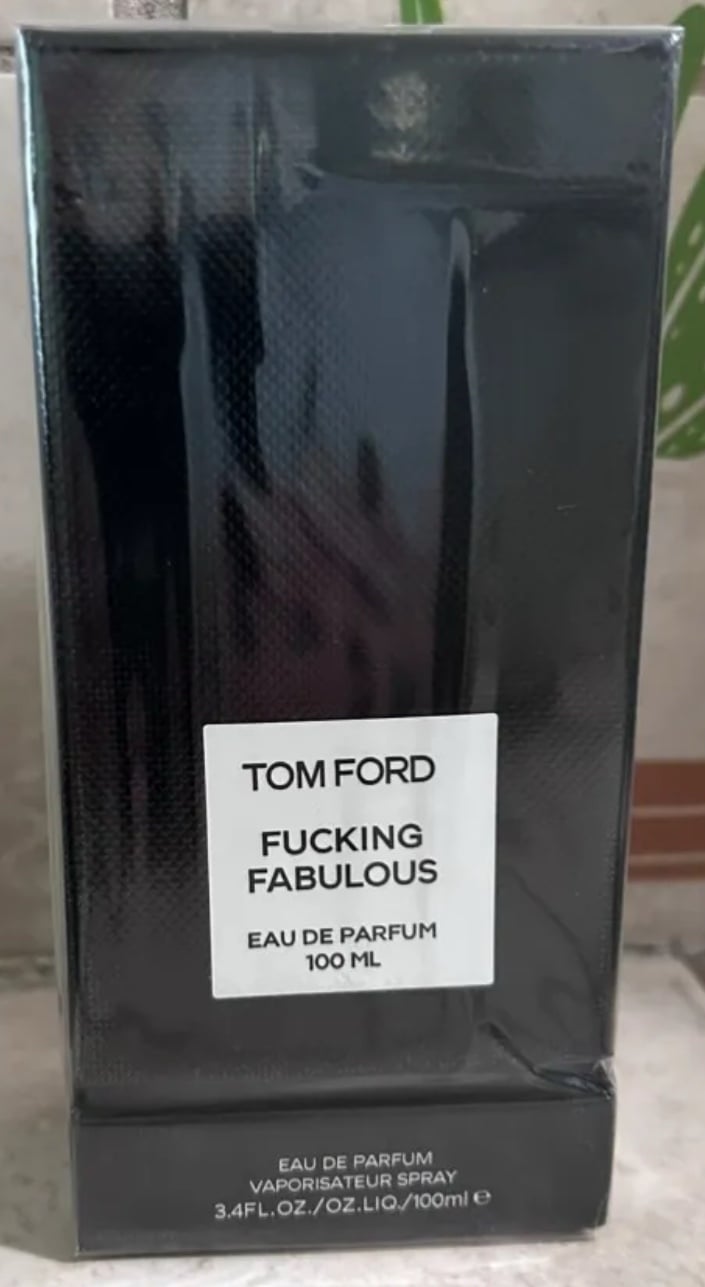 TOM FORD
FUCKING
FABULOUS
EAU DE PARFUM
100 ML
EAU DE PARFUM
VAPORISATEUR SPRAY
3.4FL.OZ./OZ.LIQ./100ml ℮